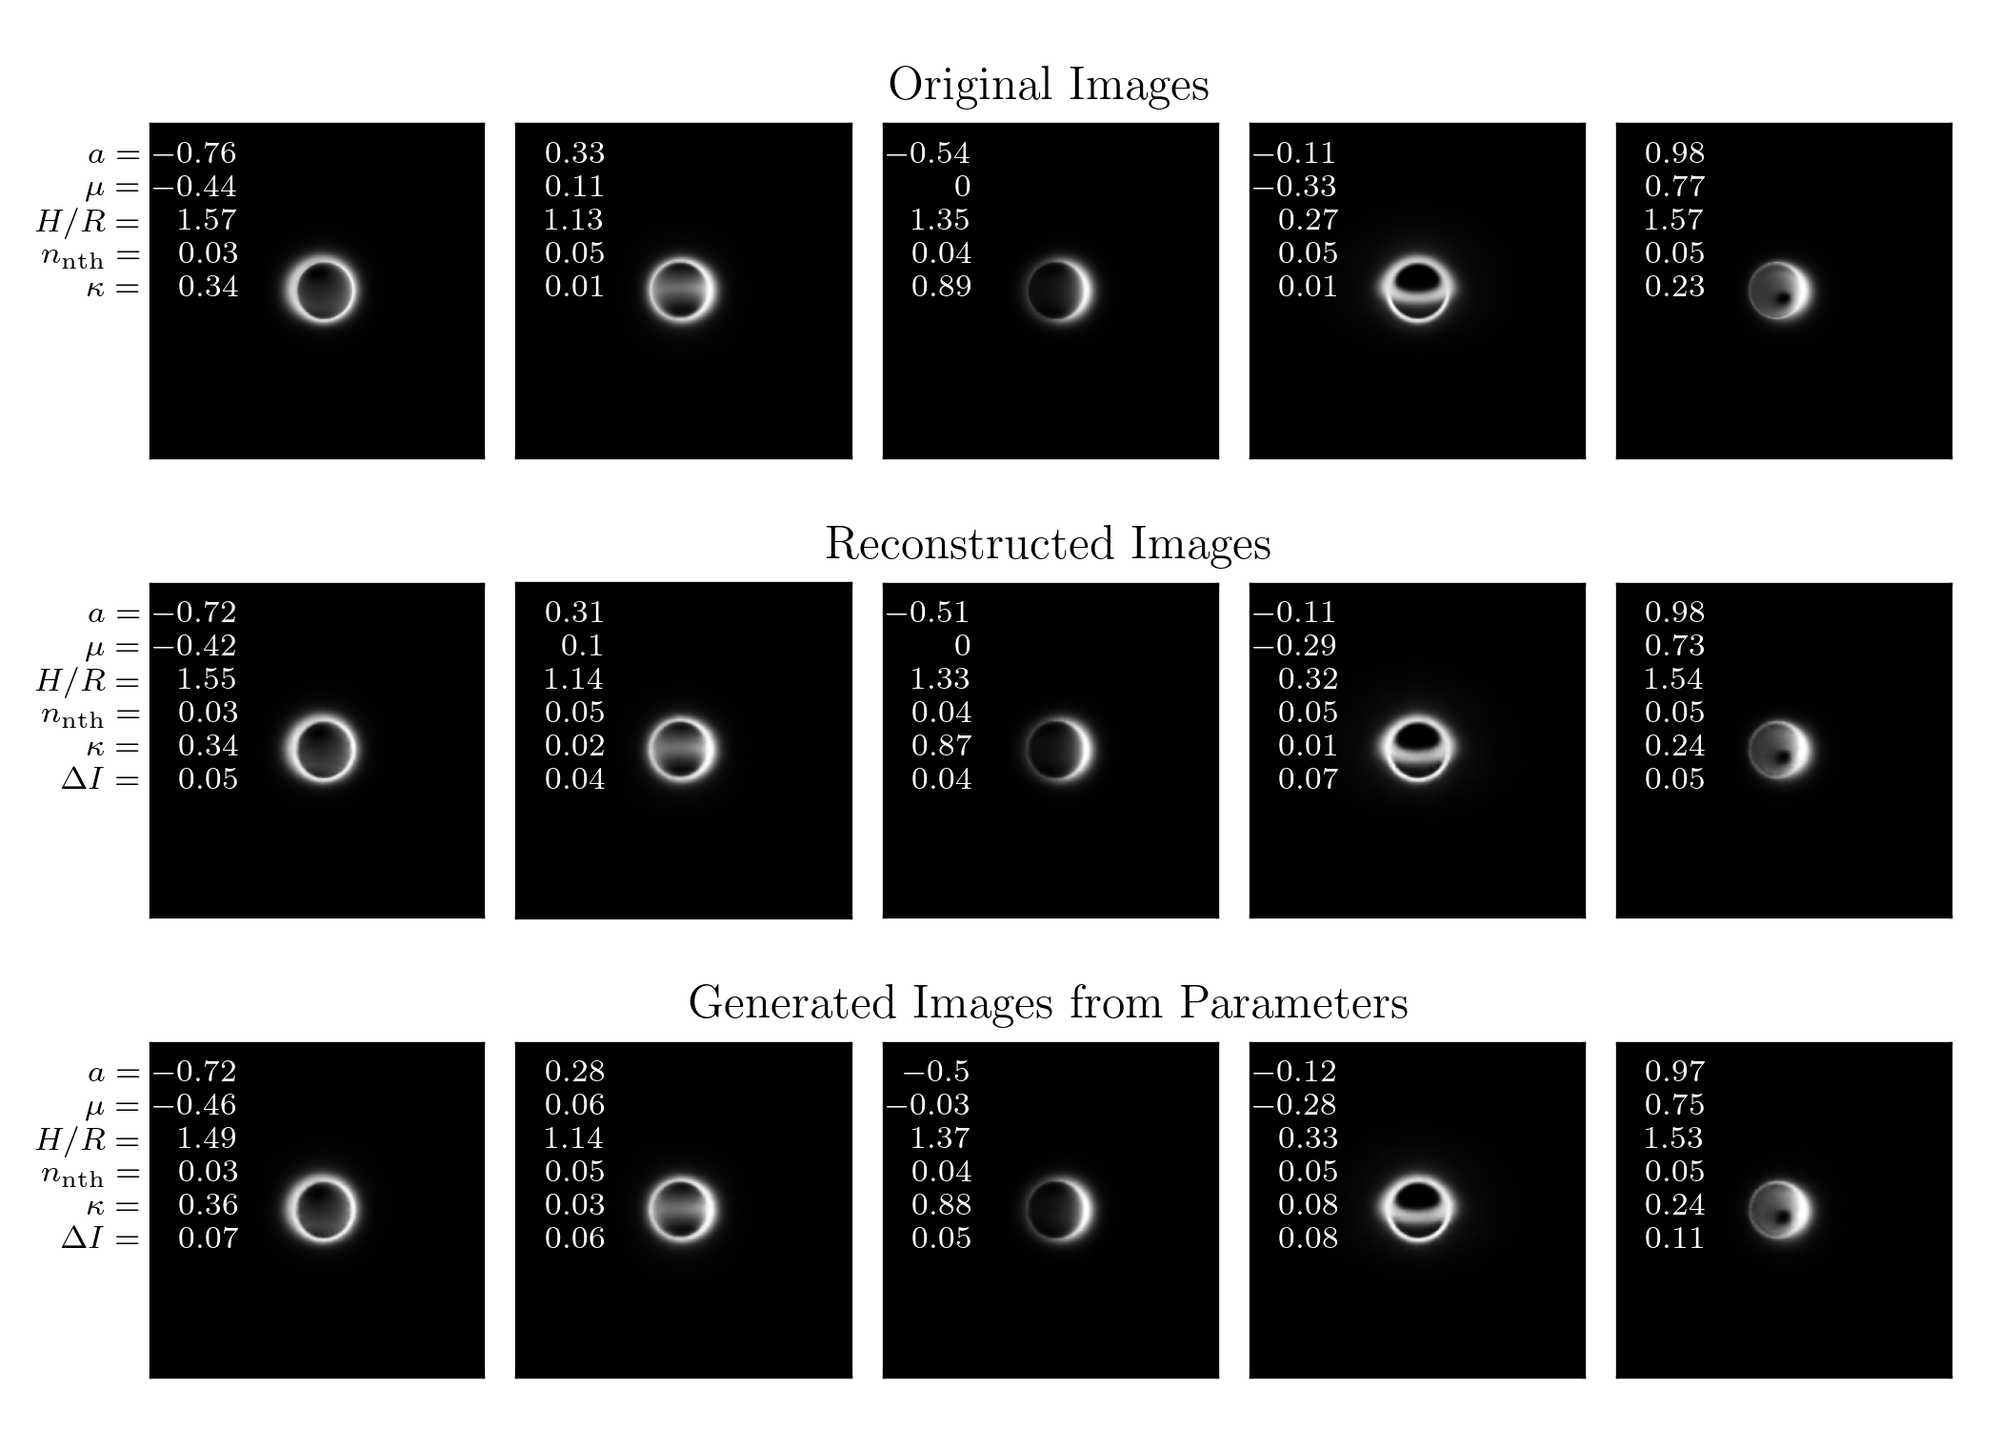 Original Images
a = −0.76 0.33 −0.54 −0.11 0.98
μ = −0.44 0.11 0 −0.33 0.77
H/R = 1.57 1.13 1.35 0.27 1.57
n_nth = 0.03 0.05 0.04 0.05 0.05
κ = 0.34 0.01 0.89 0.01 0.23
Reconstructed Images
a = −0.72 0.31 −0.51 −0.11 0.98
μ = −0.42 0.1 0 −0.29 0.73
H/R = 1.55 1.14 1.33 0.32 1.54
n_nth = 0.03 0.05 0.04 0.05 0.05
κ = 0.34 0.02 0.87 0.01 0.24
ΔI = 0.05 0.04 0.04 0.07 0.05
Generated Images from Parameters
a = −0.72 0.28 −0.5 −0.12 0.97
μ = −0.46 0.06 −0.03 −0.28 0.75
H/R = 1.49 1.14 1.37 0.33 1.53
n_nth = 0.03 0.05 0.04 0.05 0.05
κ = 0.36 0.03 0.88 0.08 0.24
ΔI = 0.07 0.06 0.05 0.08 0.11